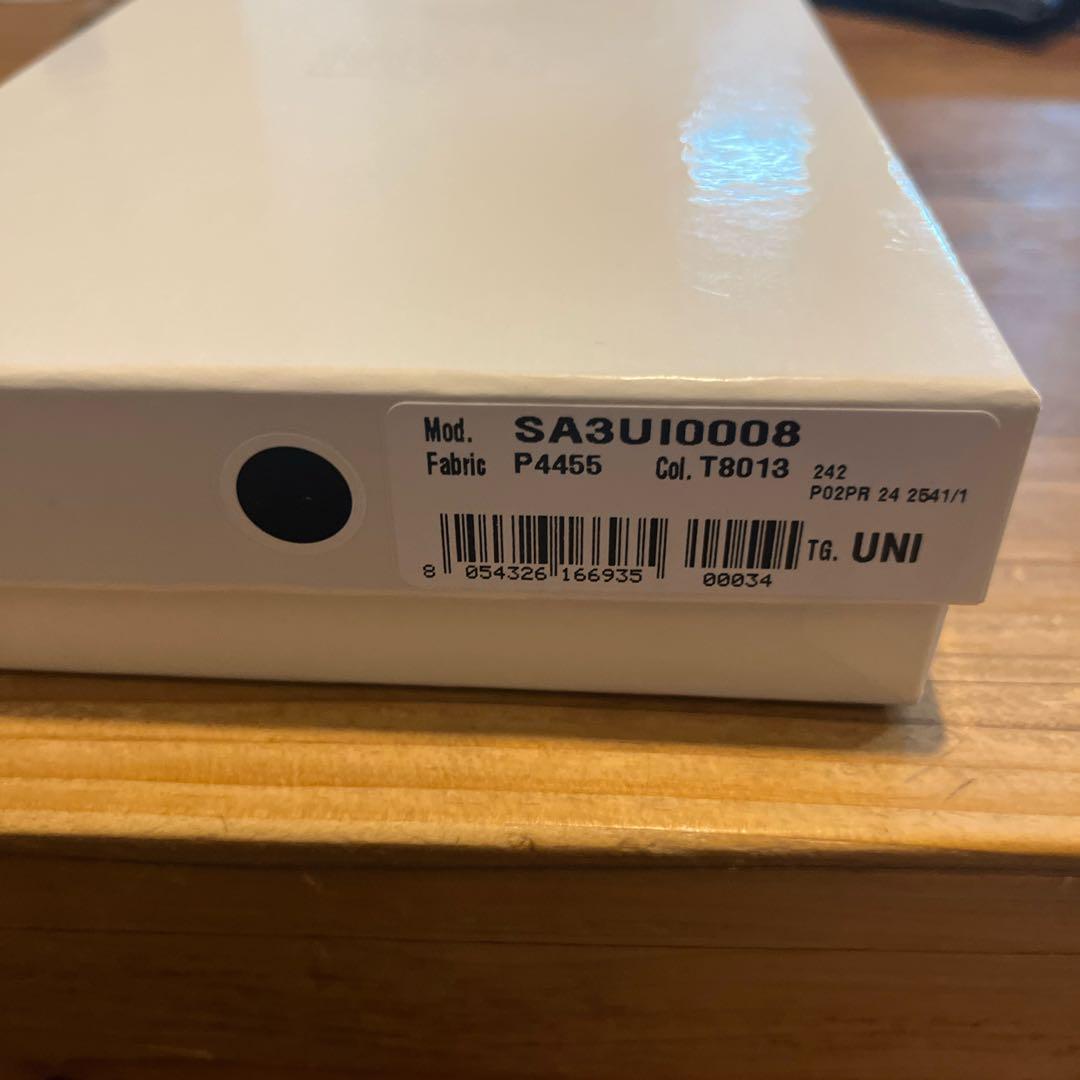 Mod. SA3UI0008
Fabric P4455 Col. T8013 242
P02PR 24 2541/1
TG. UNI
8 054326 166935 00034